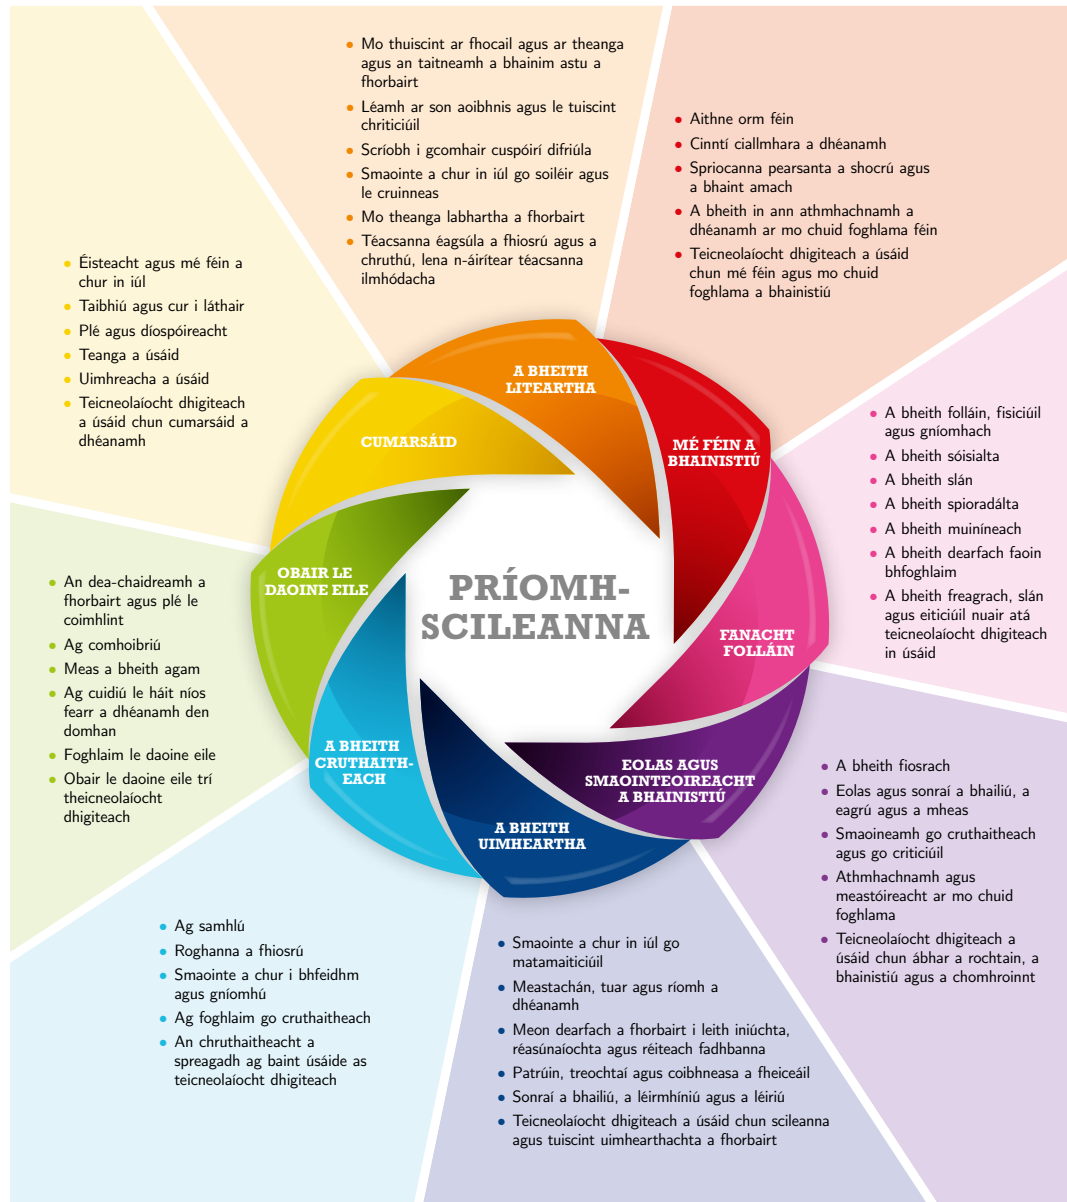 Mo thuiscint ar fhocail agus ar theanga
agus an taitneamh a bhainim astu a
fhorbairt
Léamh ar son aoibhnis agus le tuiscint
chriticiúil
Scríobh i gcomhair cuspóirí difriúla
Smaointe a chur in iúl go soiléir agus
le cruinneas
Mo theanga labhartha a fhorbairt
Téacsanna éagsúla a fhiosrú agus a
chruthú, lena n-áirítear téacsanna
ilmhódacha
Aithne orm féin
Cinntí ciallmhara a dhéanamh
Spriocanna pearsanta a shocrú agus
a bhaint amach
A bheith in ann athmhachnamh a
dhéanamh ar mo chuid foghlama féin
Teicneolaíocht dhigiteach a úsáid
chun mé féin agus mo chuid
foghlama a bhainistiú
Éisteacht agus mé féin a
chur in iúl
Taibhiú agus cur i láthair
Plé agus díospóireacht
Teanga a úsáid
Uimhreacha a úsáid
Teicneolaíocht dhigiteach
a úsáid chun cumarsáid a
dhéanamh
A BHEITH
LITEARTHA
CUMARSÁID
MÉ FÉIN A
BHAINISTIÚ
A bheith folláin, fisiciúil
agus gníomhach
A bheith sóisialta
A bheith slán
A bheith spioradálta
A bheith muiníneach
A bheith dearfach faoin
bhfoghlaim
A bheith freagrach, slán
agus eiticiúil nuair atá
teicneolaíocht dhigiteach
in úsáid
OBAIR LE
DAOINE EILE
PRÍOMH-
SCILEANNA
FANACHT
FOLLÁIN
An dea-chaidreamh a
fhorbairt agus plé le
coimhlint
Ag comhoibriú
Meas a bheith agam
Ag cuidiú le háit níos
fearr a dhéanamh den
domhan
Foghlaim le daoine eile
Obair le daoine eile trí
theicneolaíocht
dhigiteach
A BHEITH
CRUTHAITH-
EACH
A BHEITH
UIMHEARTHA
EOLAS AGUS
SMAOINTEOIREACHT
A BHAINISTIÚ
A bheith fiosrach
Eolas agus sonraí a bhailiú, a
eagrú agus a mheas
Smaoineamh go cruthaitheach
agus go criticiúil
Athmhachnamh agus
meastóireacht ar mo chuid
foghlama
Teicneolaíocht dhigiteach a
úsáid chun ábhar a rochtain, a
bhainistiú agus a chomhroinnt
Ag samhlú
Roghanna a fhiosrú
Smaointe a chur i bhfeidhm
agus gníomhú
Ag foghlaim go cruthaitheach
An chruthaitheacht a
spreagadh ag baint úsáide as
teicneolaíocht dhigiteach
Smaointe a chur in iúl go
matamaiticiúil
Meastachán, tuar agus ríomh a
dhéanamh
Meon dearfach a fhorbairt i leith iniúchta,
réasúnaíochta agus réiteach fadhbanna
Patrúin, treochtaí agus coibhneasa a fheiceáil
Sonraí a bhailiú, a léirmhíniú agus a léiriú
Teicneolaíocht dhigiteach a úsáid chun scileanna
agus tuiscint uimhearthachta a fhorbairt